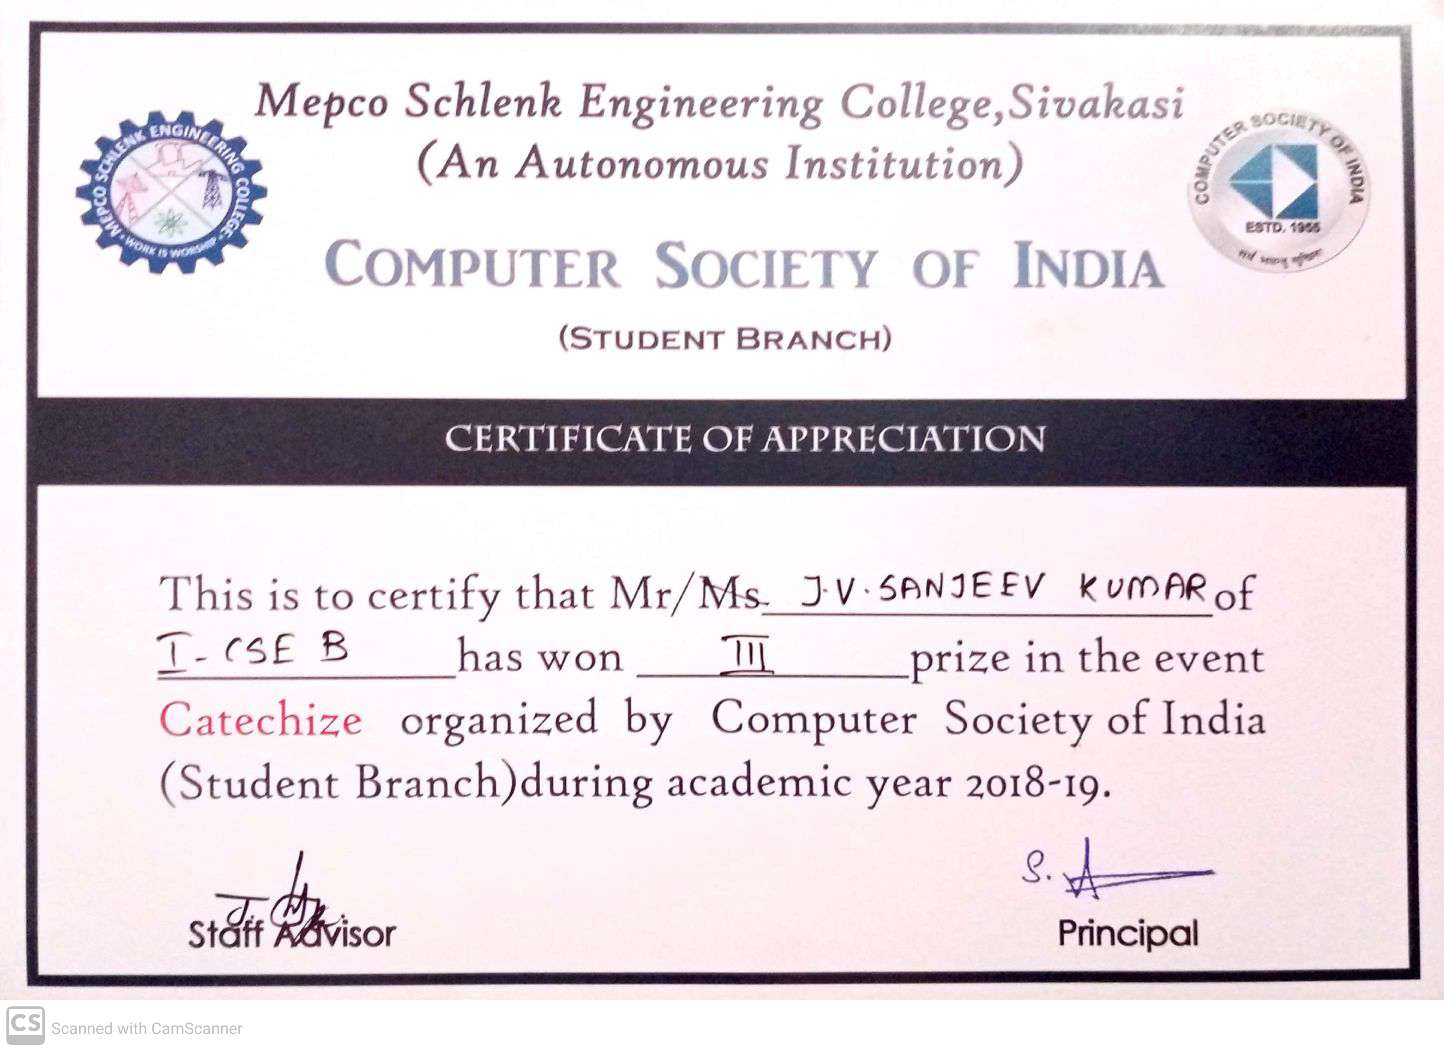 Mepco Schlenk Engineering College,Sivakasi
(An Autonomous Institution)
MEPCO SCHLENK ENGINEERING COLLEGE
WORK IS WORSHIP
COMPUTER SOCIETY OF INDIA
ESTD. 1965
COMPUTER SOCIETY OF INDIA
(STUDENT BRANCH)
CERTIFICATE OF APPRECIATION
This is to certify that Mr/Ms. J.V.SANJEEV KUMAR of
I-CSE B has won III prize in the event
Catechize organized by Computer Society of India
(Student Branch)during academic year 2018-19.
S.
Staff Advisor
Principal
CS Scanned with CamScanner